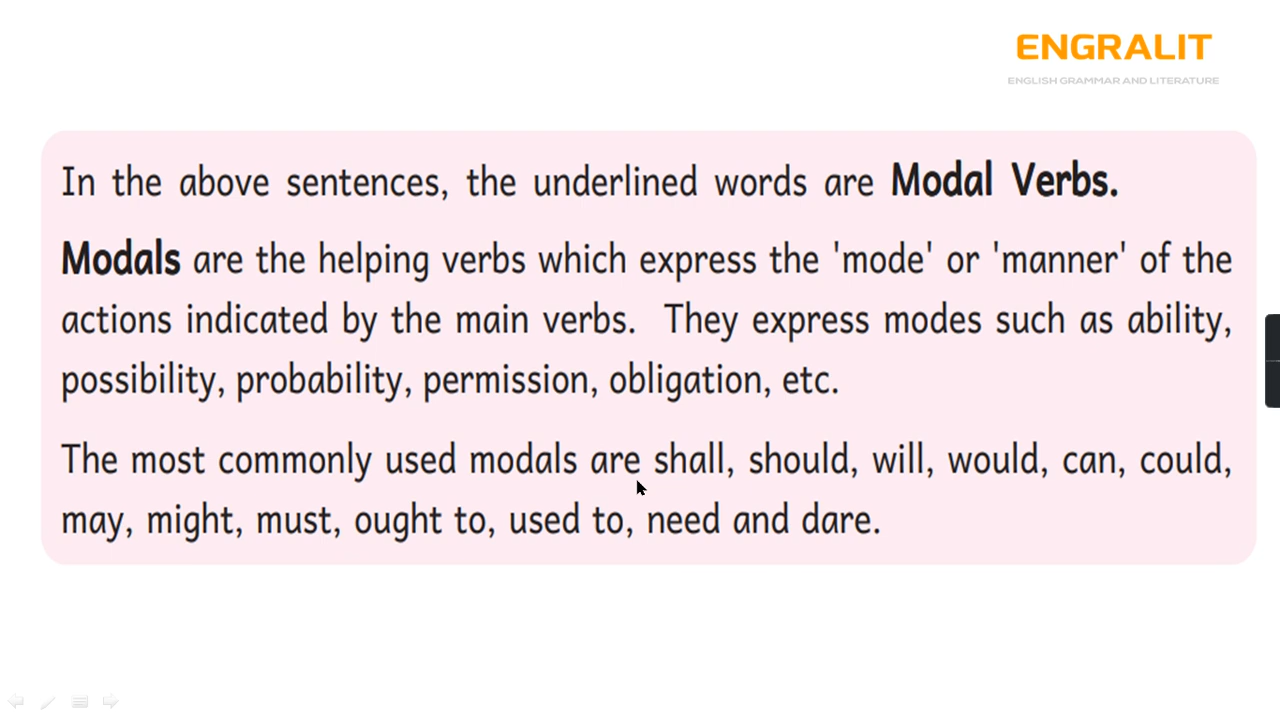 ENGRALIT
ENGLISH GRAMMAR AND LITERATURE
In the above sentences, the underlined words are Modal Verbs.
Modals are the helping verbs which express the 'mode' or 'manner' of the
actions indicated by the main verbs. They express modes such as ability,
possibility, probability, permission, obligation, etc.
The most commonly used modals are shall, should, will, would, can, could,
may, might, must, ought to, used to, need and dare.